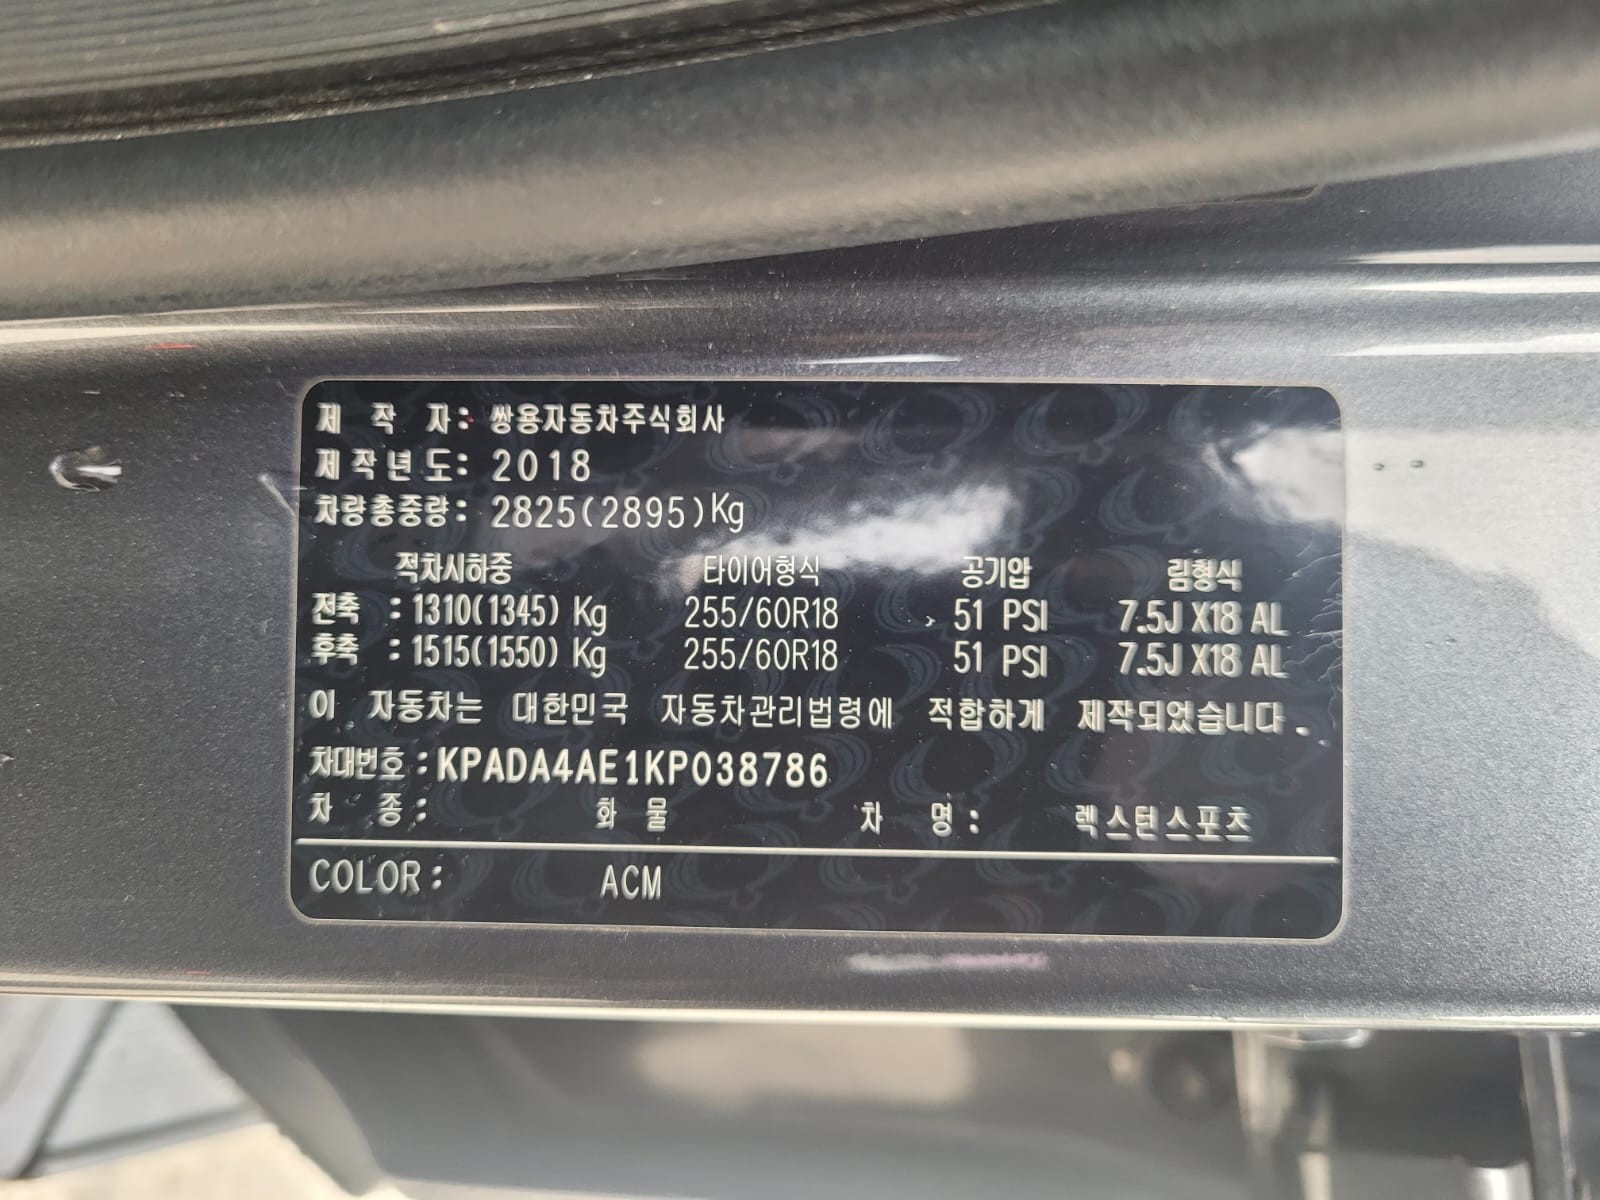 제 작 자: 쌍용자동차주식회사
제작년도: 2018
차량총중량: 2825(2895)Kg
적차시하중 타이어형식 공기압 림형식
전축 : 1310(1345) Kg 255/60R18 51 PSI 7.5J X18 AL
후축 : 1515(1550) Kg 255/60R18 51 PSI 7.5J X18 AL
이 자동차는 대한민국 자동차관리법령에 적합하게 제작되었습니다.
차대번호:KPADA4AE1KP038786
차 종: 화 물 차 명: 렉스턴스포츠
COLOR: ACM